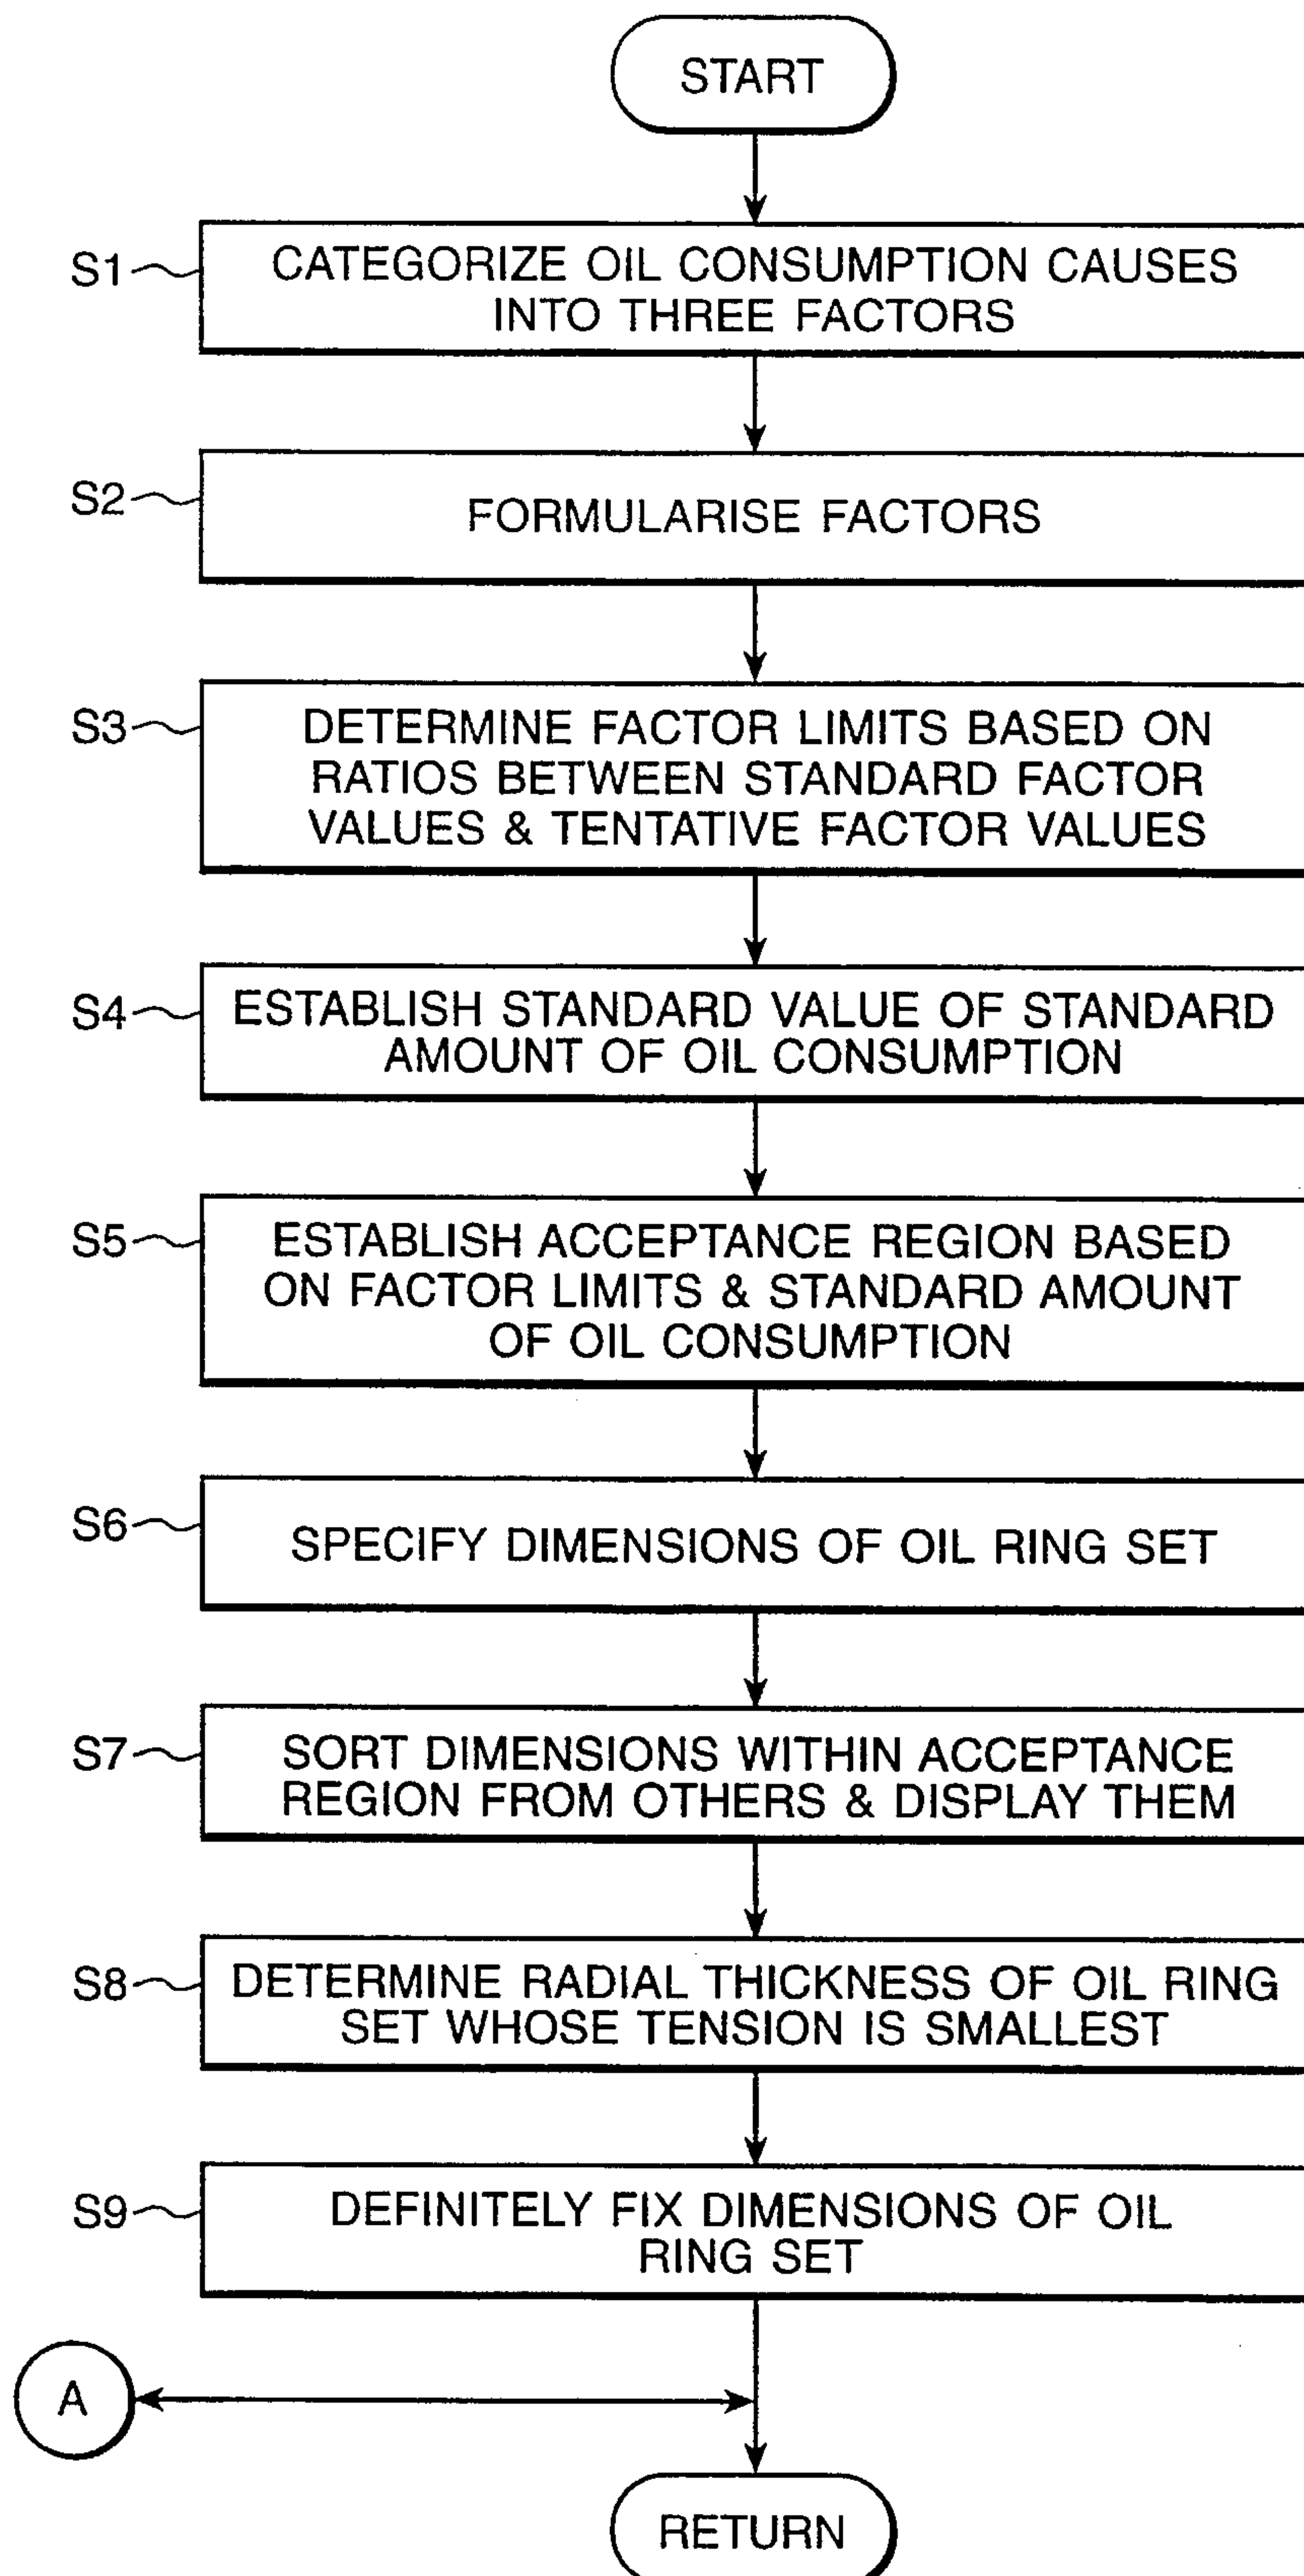 START
S1
CATEGORIZE OIL CONSUMPTION CAUSES
INTO THREE FACTORS
S2
FORMULARISE FACTORS
S3
DETERMINE FACTOR LIMITS BASED ON
RATIOS BETWEEN STANDARD FACTOR
VALUES & TENTATIVE FACTOR VALUES
S4
ESTABLISH STANDARD VALUE OF STANDARD
AMOUNT OF OIL CONSUMPTION
S5
ESTABLISH ACCEPTANCE REGION BASED
ON FACTOR LIMITS & STANDARD AMOUNT
OF OIL CONSUMPTION
S6
SPECIFY DIMENSIONS OF OIL RING SET
S7
SORT DIMENSIONS WITHIN ACCEPTANCE
REGION FROM OTHERS & DISPLAY THEM
S8
DETERMINE RADIAL THICKNESS OF OIL RING
SET WHOSE TENSION IS SMALLEST
S9
DEFINITELY FIX DIMENSIONS OF OIL
RING SET
A
RETURN